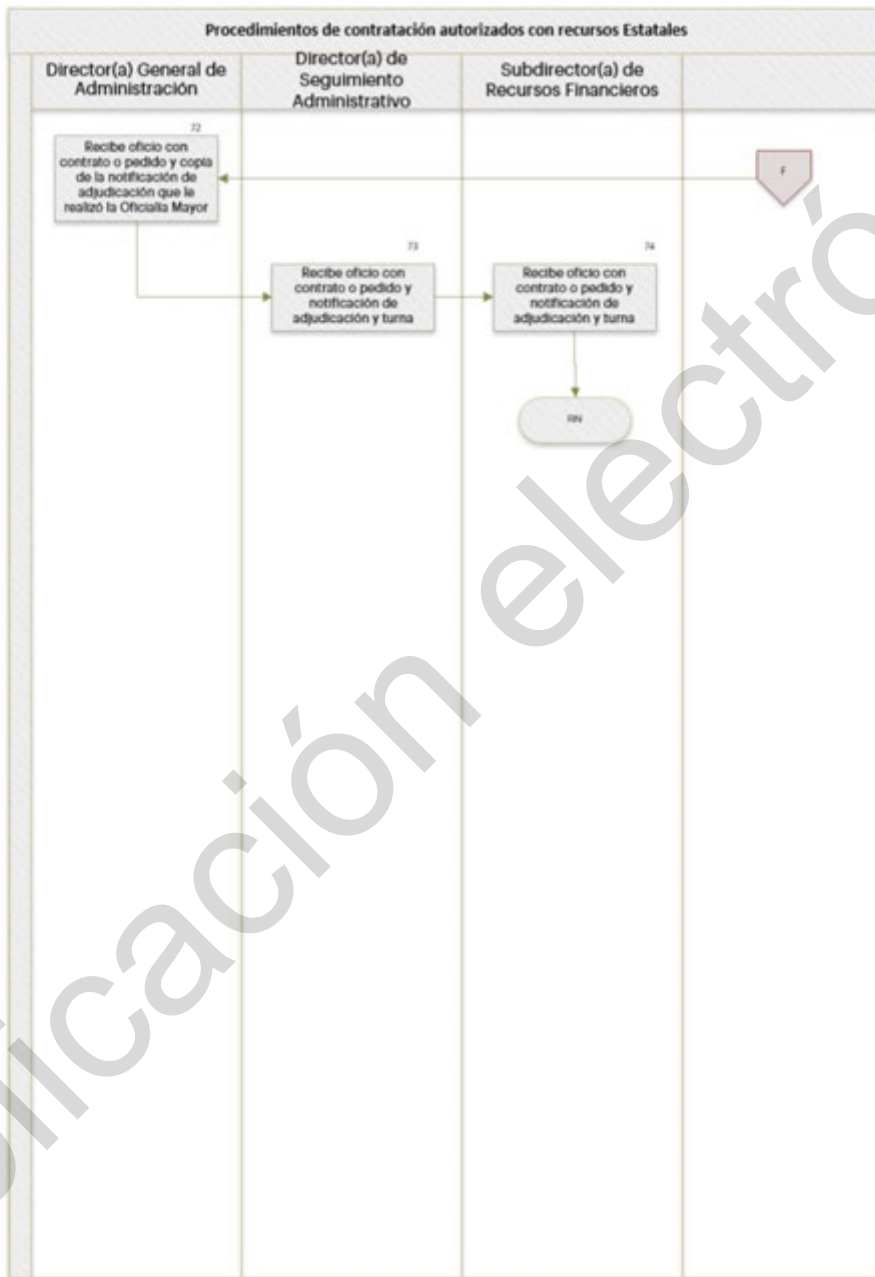 Procedimientos de contratación autorizados con recursos Estatales
Director(a) General de
Administración
Director(a) de
Seguimiento
Administrativo
Subdirector(a) de
Recursos Financieros
72
Recibe oficio con
contrato o pedido y copia
de la notificación de
adjudicación que le
realizó la Oficialía Mayor
F
73
Recibe oficio con
contrato o pedido y
notificación de
adjudicación y turna
74
Recibe oficio con
contrato o pedido y
notificación de
adjudicación y turna
licación electró